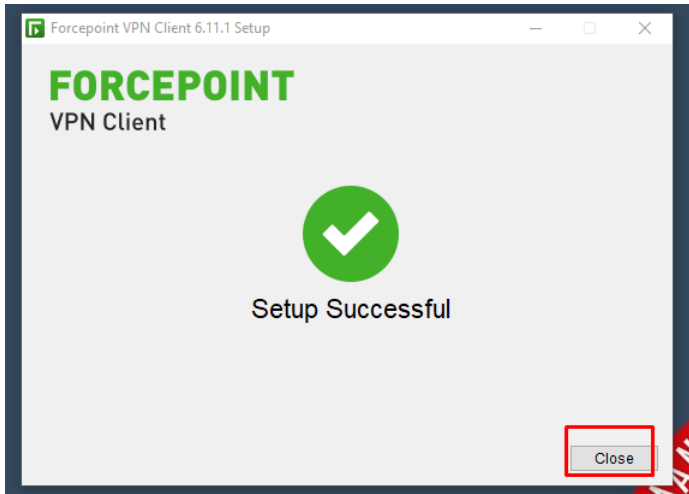 Forcepoint VPN Client 6.11.1 Setup
FORCEPOINT
VPN Client
Setup Successful
Close